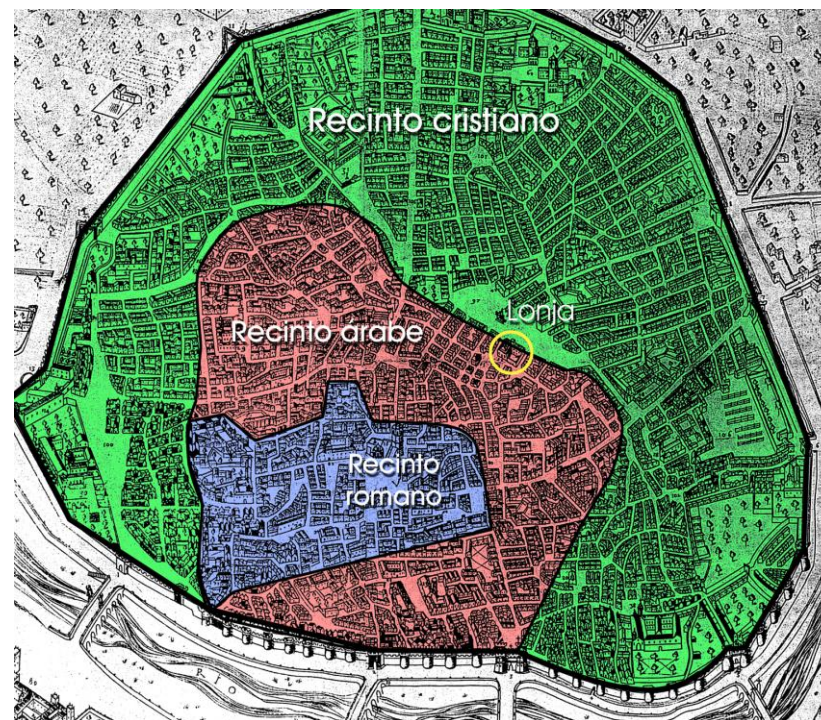 Recinto cristiano
Lonja
Recinto árabe
Recinto
romano
RIO